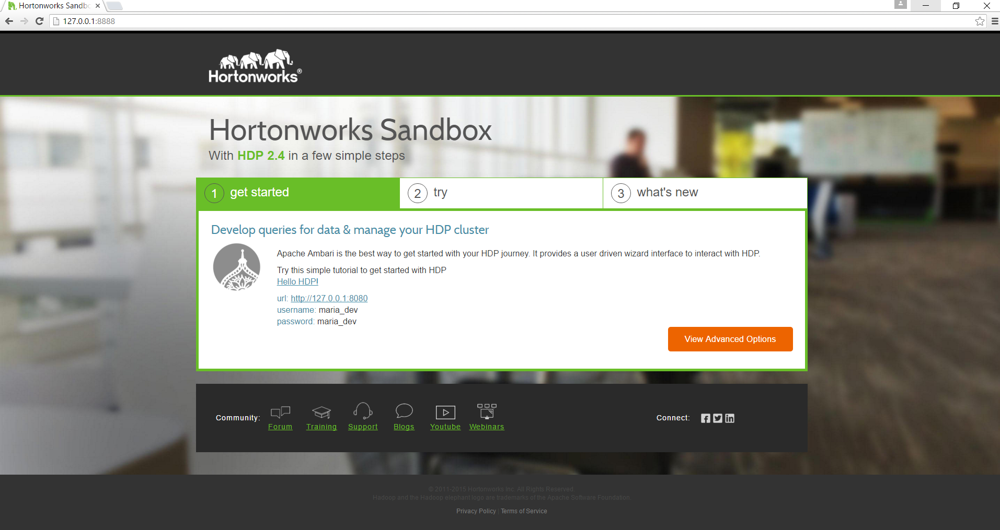 Hortonworks Sandbo
127.0.0.1:8888
Hortonworks®
Hortonworks Sandbox
With HDP 2.4 in a few simple steps
1 get started
2 try
3 what's new
Develop queries for data & manage your HDP cluster
Apache Ambari is the best way to get started with your HDP journey. It provides a user driven wizard interface to interact with HDP.
Try this simple tutorial to get started with HDP
Hello HDP!
url: http://127.0.0.1:8080
username: maria_dev
password: maria_dev
View Advanced Options
Community:
Forum
Training
Support
Blogs
Youtube
Webinars
Connect:
© 2011-2015 Hortonworks Inc. All Rights Reserved.
Hadoop and the Hadoop elephant logo are trademarks of the Apache Software Foundation.
Privacy Policy | Terms of Service